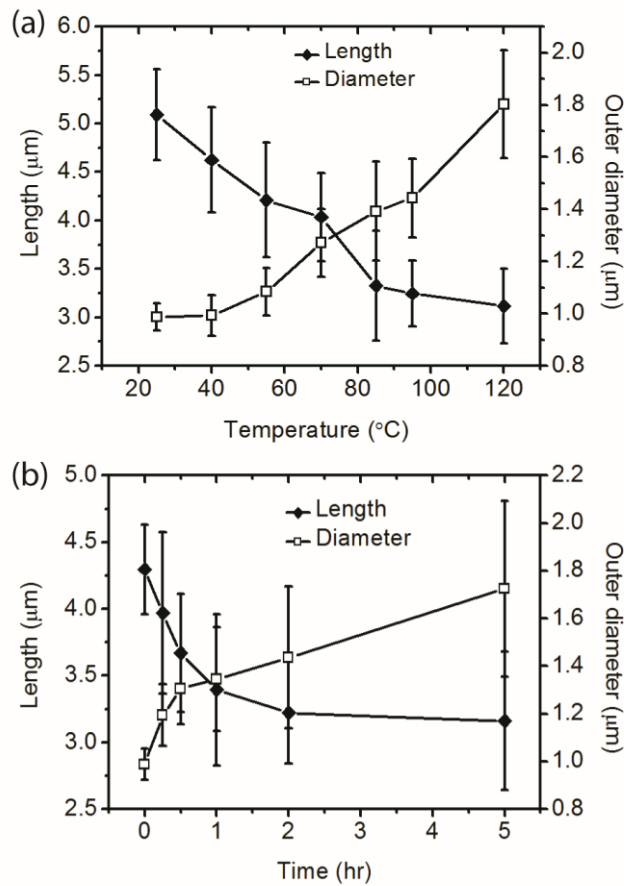 (a)
6.0
5.5
5.0
4.5
4.0
3.5
3.0
2.5
Length (μm)
Length
Diameter
2.0
1.8
1.6
1.4
1.2
1.0
0.8
Outer diameter (μm)
20 40 60 80 100 120
Temperature (°C)
(b)
5.0
4.5
4.0
3.5
3.0
2.5
Length (μm)
Length
Diameter
2.2
2.0
1.8
1.6
1.4
1.2
1.0
0.8
Outer diameter (μm)
0 1 2 3 4 5
Time (hr)